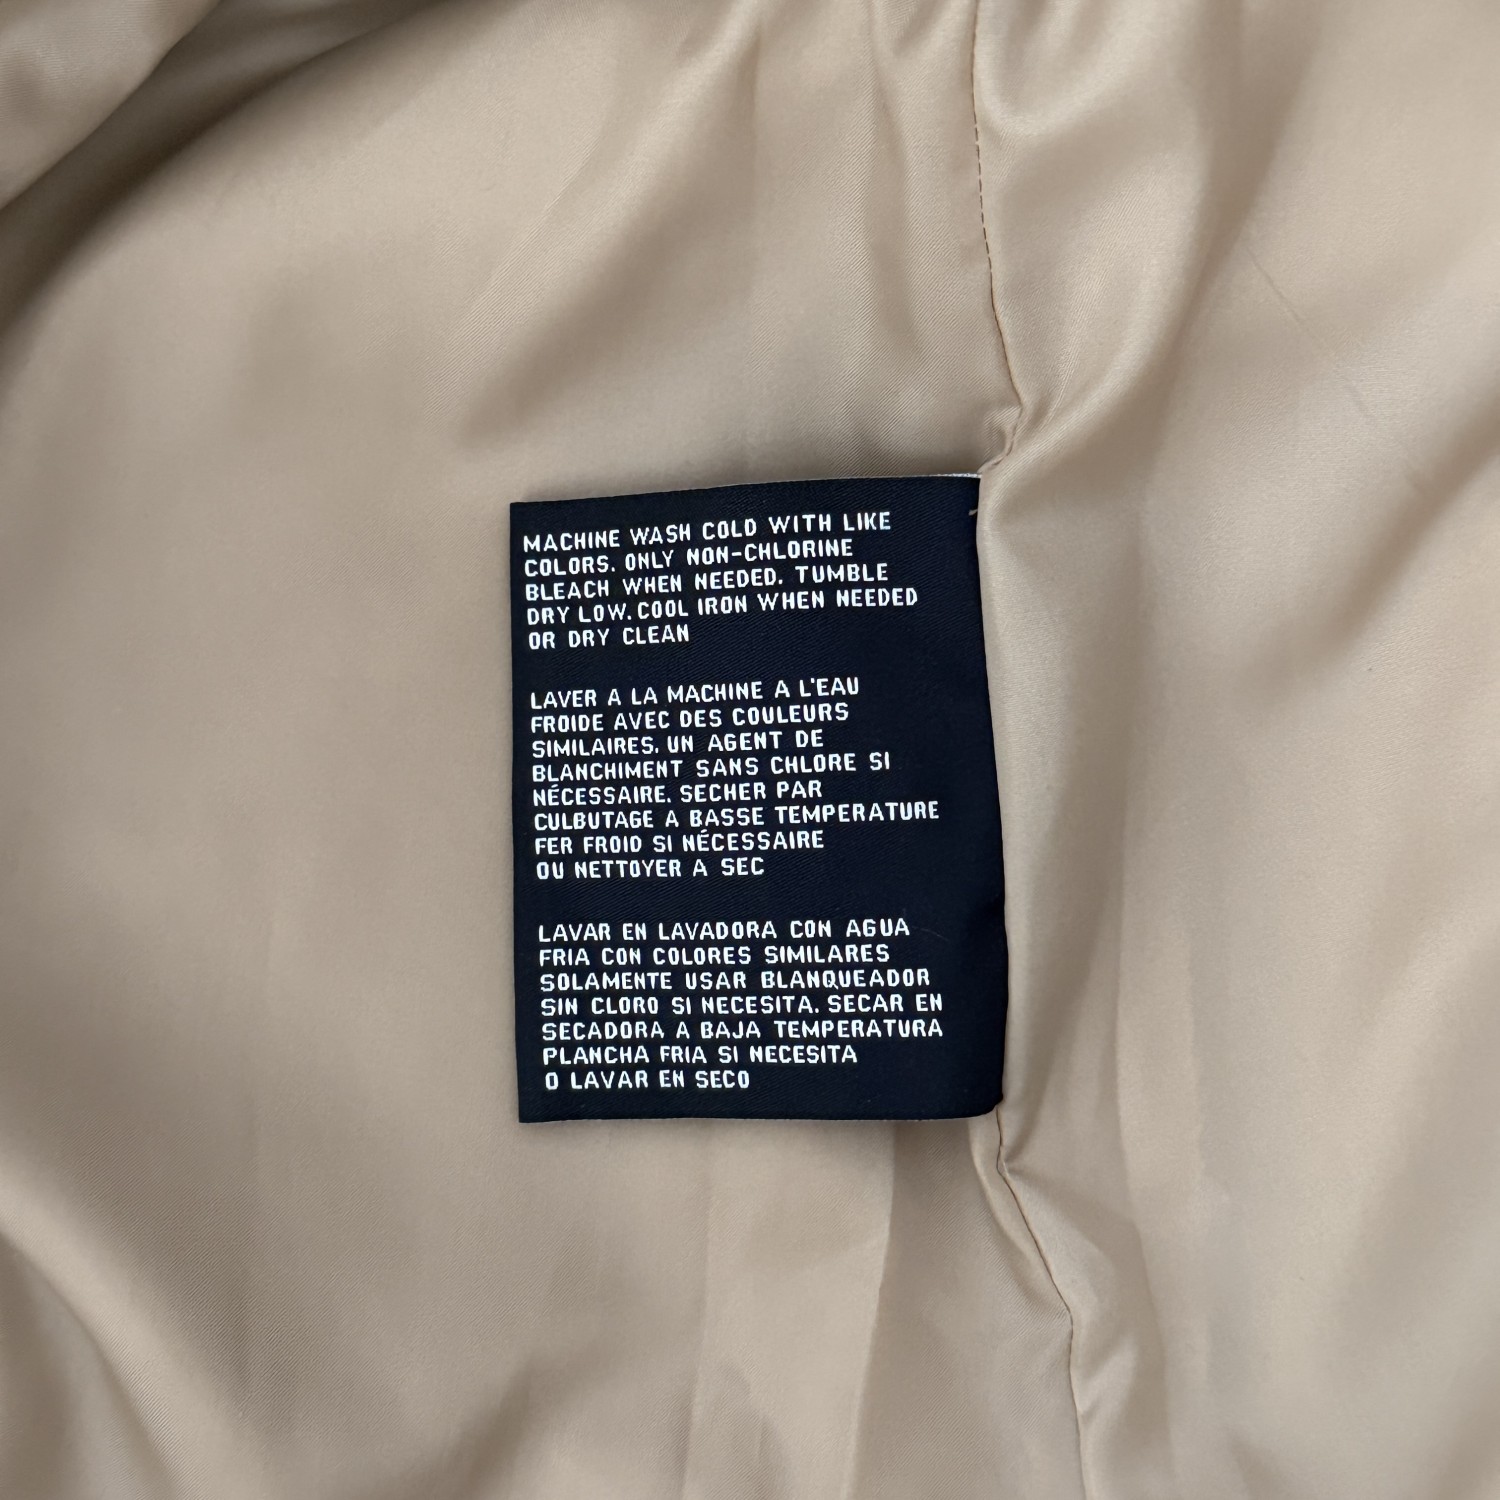 MACHINE WASH COLD WITH LIKE
COLORS. ONLY NON-CHLORINE
BLEACH WHEN NEEDED. TUMBLE
DRY LOW. COOL IRON WHEN NEEDED
OR DRY CLEAN
LAVER A LA MACHINE A L'EAU
FROIDE AVEC DES COULEURS
SIMILAIRES. UN AGENT DE
BLANCHIMENT SANS CHLORE SI
NÉCESSAIRE. SECHER PAR
CULBUTAGE A BASSE TEMPERATURE
FER FROID SI NÉCESSAIRE
OU NETTOYER A SEC
LAVAR EN LAVADORA CON AGUA
FRIA CON COLORES SIMILARES
SOLAMENTE USAR BLANQUEADOR
SIN CLORO SI NECESITA. SECAR EN
SECADORA A BAJA TEMPERATURA
PLANCHA FRIA SI NECESITA
O LAVAR EN SECO